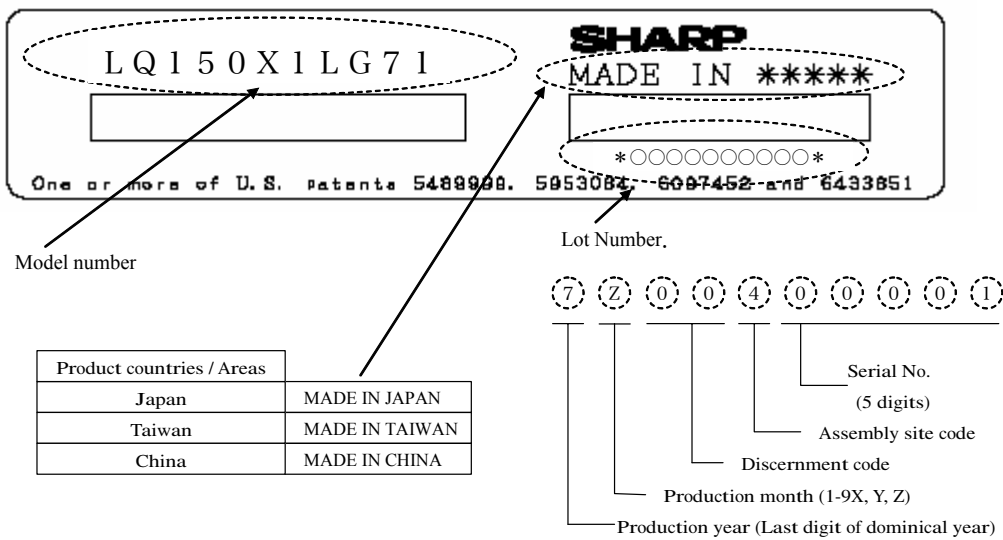 SHARP
LQ150X1LG71
MADE IN *****
*○○○○○○○○○○*
One or more of U.S. Patents 5489999. 5953084. 6097452 and 6433851
Lot Number.
Model number
7 Z 0 0 4 0 0 0 0 1
Product countries / Areas
Japan MADE IN JAPAN
Taiwan MADE IN TAIWAN
China MADE IN CHINA
Serial No.
(5 digits)
Assembly site code
Discernment code
Production month (1-9X, Y, Z)
Production year (Last digit of dominical year)